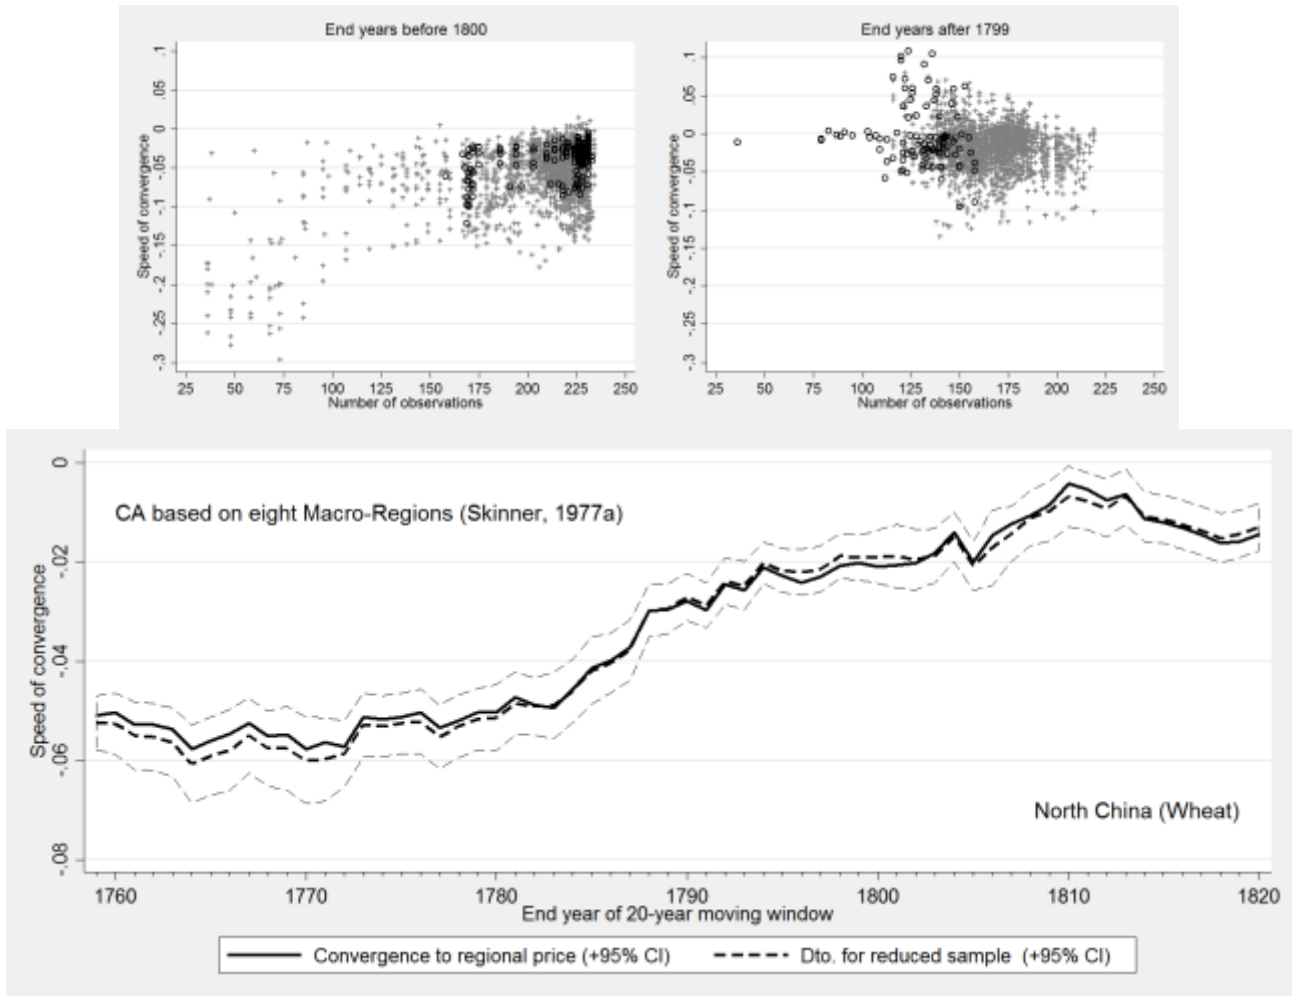 End years before 1800
End years after 1799
Speed of convergence
.1
.05
0
-.05
-.1
-.15
-.2
-.25
-.3
25 50 75 100 125 150 175 200 225 250
Number of observations
Speed of convergence
.1
.05
0
-.05
-.1
-.15
-.2
-.25
-.3
25 50 75 100 125 150 175 200 225 250
Number of observations
CA based on eight Macro-Regions (Skinner, 1977a)
North China (Wheat)
Speed of convergence
0
-.02
-.04
-.06
-.08
1760 1770 1780 1790 1800 1810 1820
End year of 20-year moving window
Convergence to regional price (+95% CI) Dto. for reduced sample (+95% CI)